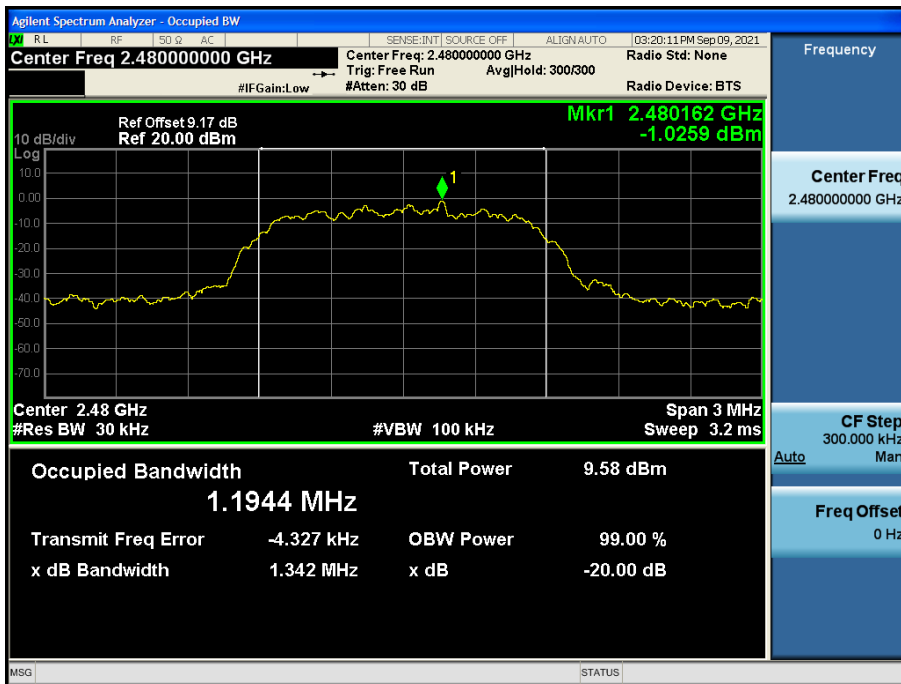 Agilent Spectrum Analyzer - Occupied BW
LXI RL RF 50 Ω AC SENSE:INT SOURCE OFF ALIGN AUTO 03:20:11 PM Sep 09, 2021
Center Freq 2.480000000 GHz
Center Freq: 2.480000000 GHz
Radio Std: None
Trig: Free Run Avg|Hold: 300/300
#IFGain:Low
#Atten: 30 dB
Radio Device: BTS
Frequency
Ref Offset 9.17 dB
10 dB/div Ref 20.00 dBm
Log
Mkr1 2.480162 GHz
-1.0259 dBm
10.0
0.00
-10.0
-20.0
-30.0
-40.0
-50.0
-60.0
-70.0
1
Center 2.48 GHz
Span 3 MHz
#Res BW 30 kHz
#VBW 100 kHz
Sweep 3.2 ms
Center Freq
2.480000000 GHz
CF Step
300.000 kHz
Auto Man
Freq Offset
0 Hz
Occupied Bandwidth
1.1944 MHz
Total Power 9.58 dBm
Transmit Freq Error -4.327 kHz
OBW Power 99.00 %
x dB Bandwidth 1.342 MHz
x dB -20.00 dB
MSG
STATUS